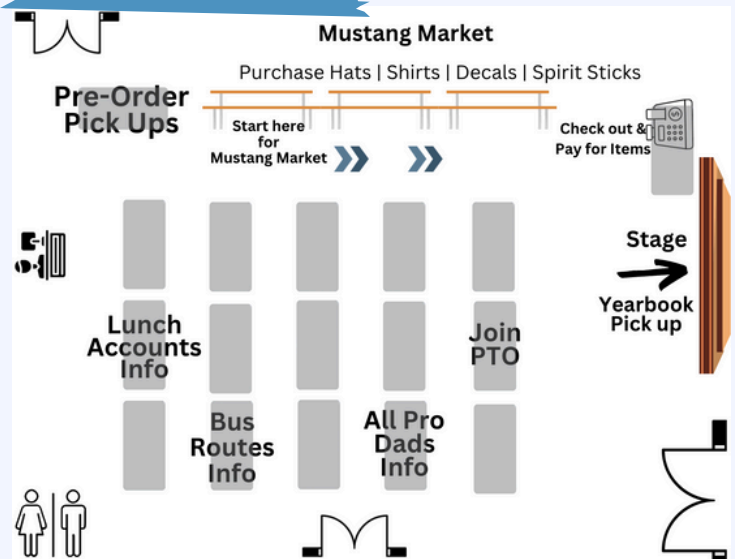 Mustang Market
Purchase Hats | Shirts | Decals | Spirit Sticks
Pre-Order
Pick Ups
Start here
for
Mustang Market
Check out &
Pay for Items
Stage
Yearbook
Pick up
Lunch
Accounts
Info
Join
PTO
Bus
Routes
Info
All Pro
Dads
Info